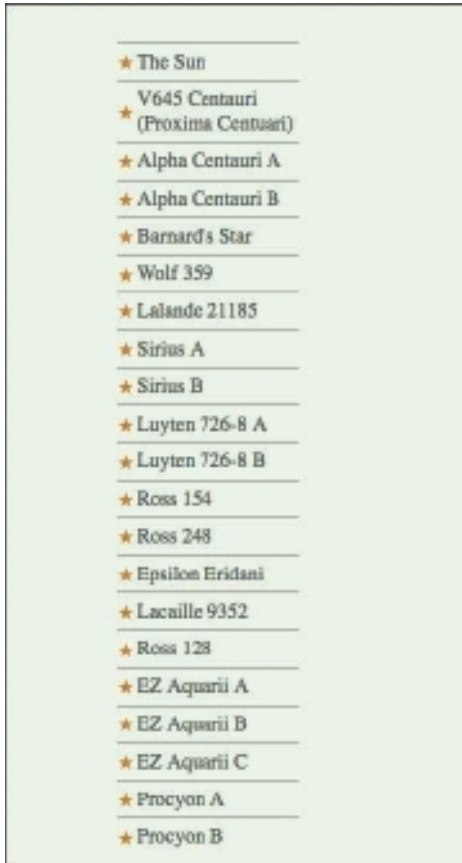 The Sun
V645 Centauri
(Proxima Centuari)
Alpha Centauri A
Alpha Centauri B
Barnard's Star
Wolf 359
Lalande 21185
Sirius A
Sirius B
Luyten 726-8 A
Luyten 726-8 B
Ross 154
Ross 248
Epsilon Eridani
Lacaille 9352
Ross 128
EZ Aquarii A
EZ Aquarii B
EZ Aquarii C
Procyon A
Procyon B